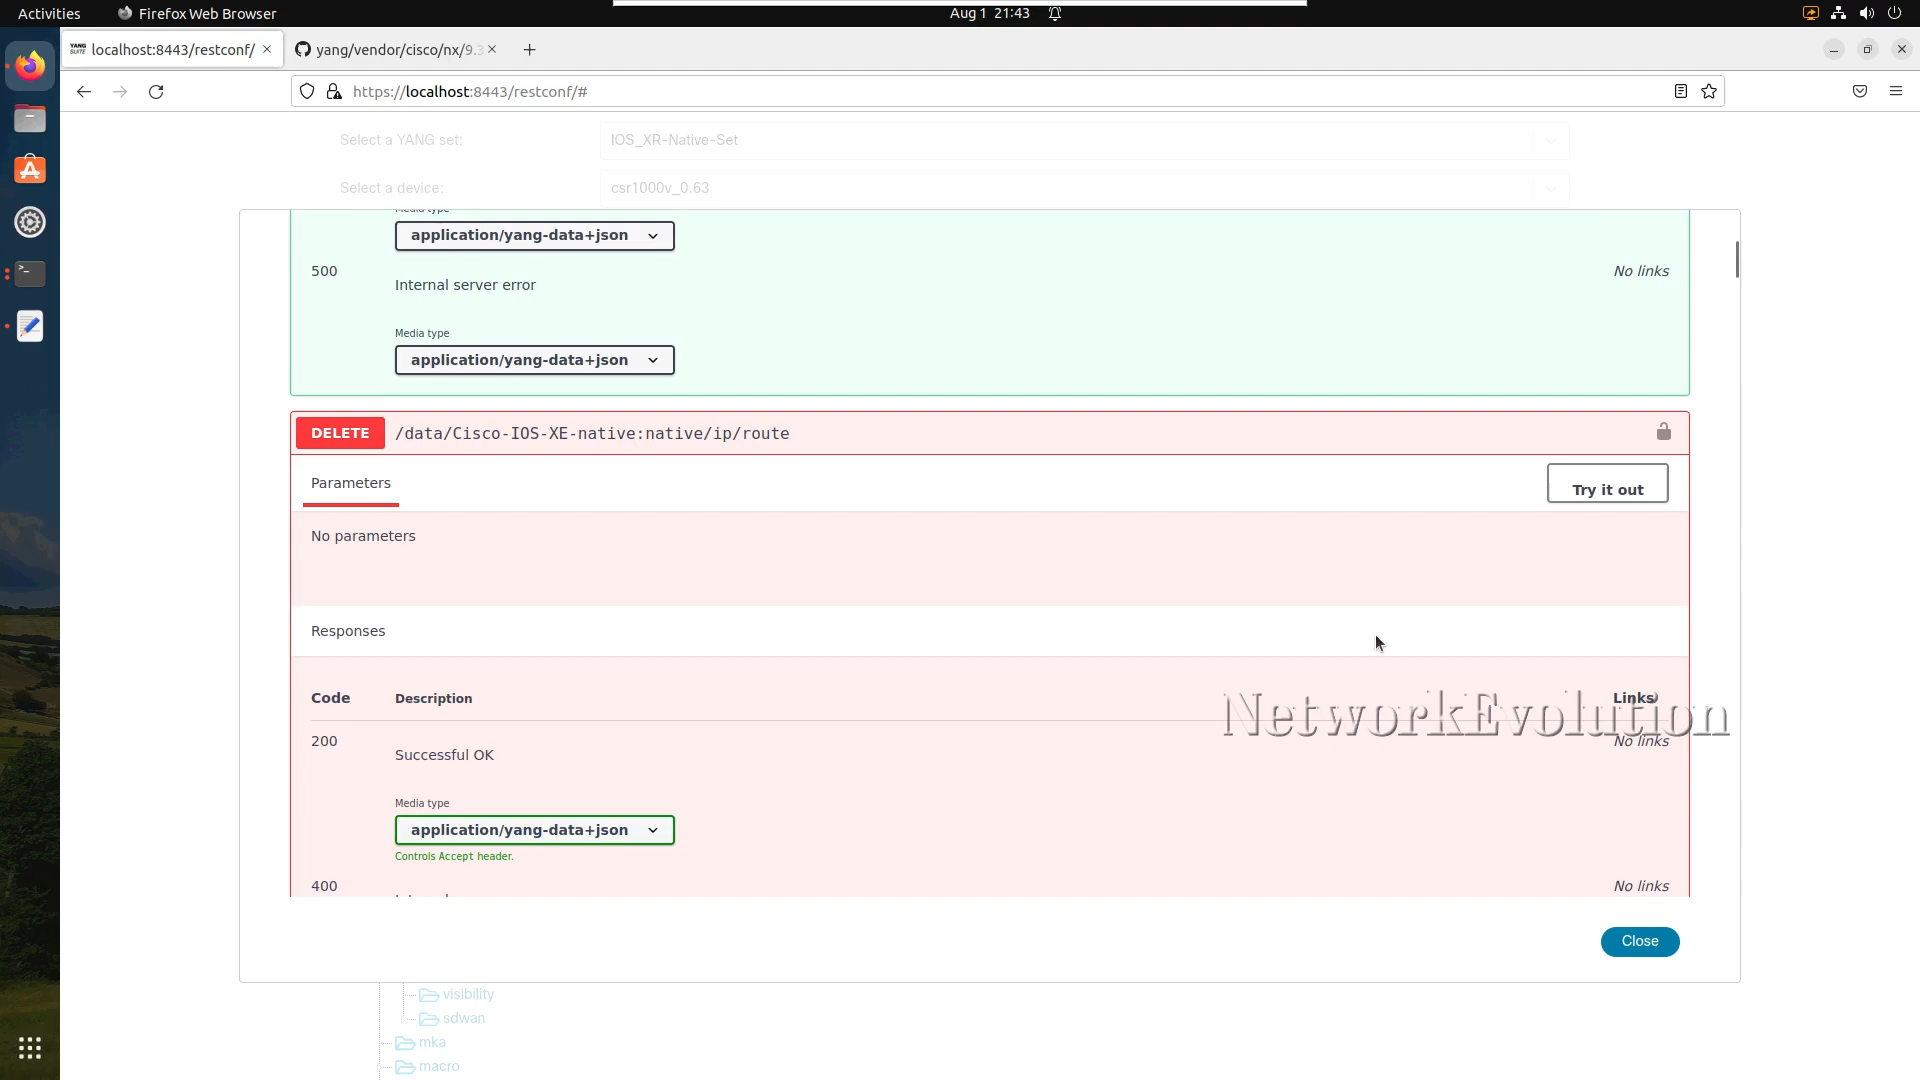 Activities
Firefox Web Browser
Aug 1 21:43
YANG SUITE
localhost:8443/restconf/
yang/vendor/cisco/nx/9.3
https://localhost:8443/restconf/#
Select a YANG set:
IOS_XR-Native-Set
Select a device:
csr1000v_0.63
Media type
application/yang-data+json
500
Internal server error
No links
Media type
application/yang-data+json
DELETE
/data/Cisco-IOS-XE-native:native/ip/route
Parameters
Try it out
No parameters
Responses
Code
Description
Links
NetworkEvolution
200
Successful OK
No links
Media type
application/yang-data+json
Controls Accept header.
400
No links
Close
visibility
sdwan
mka
macro